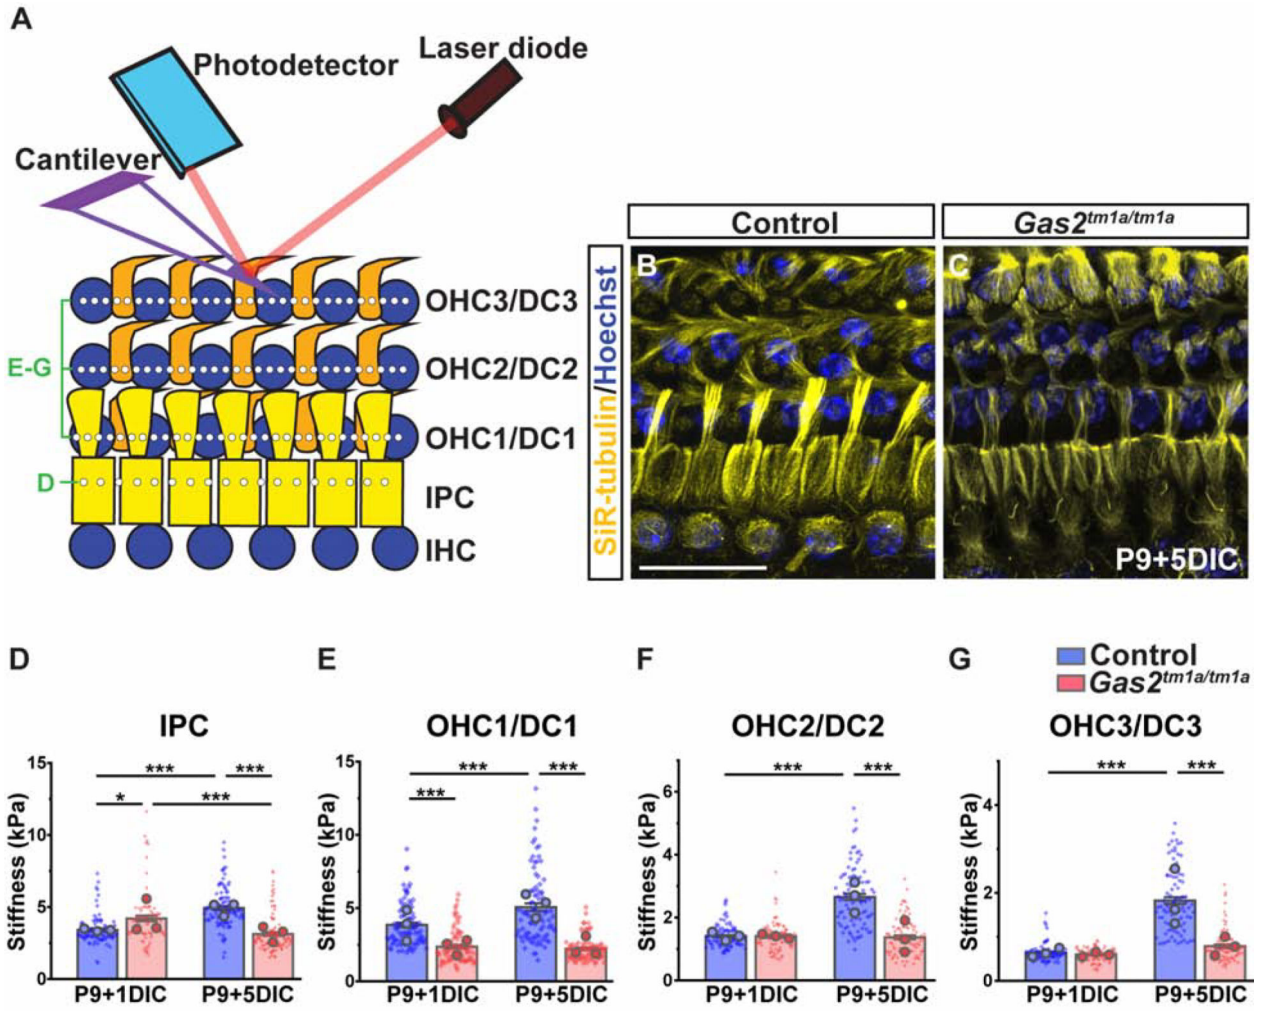 A
Photodetector
Laser diode
Cantilever
OHC3/DC3
E-G
OHC2/DC2
OHC1/DC1
D
IPC
IHC
Control
Gas2tm1a/tm1a
SiR-tubulin/Hoechst
B
C
P9+5DIC
D
E
F
G
Control
Gas2tm1a/tm1a
IPC
Stiffness (kPa)
15
10
5
0
***
***
*
***
P9+1DIC
P9+5DIC
OHC1/DC1
Stiffness (kPa)
15
10
5
0
***
***
***
P9+1DIC
P9+5DIC
OHC2/DC2
Stiffness (kPa)
6
4
2
0
***
***
P9+1DIC
P9+5DIC
OHC3/DC3
Stiffness (kPa)
4
2
0
***
***
P9+1DIC
P9+5DIC